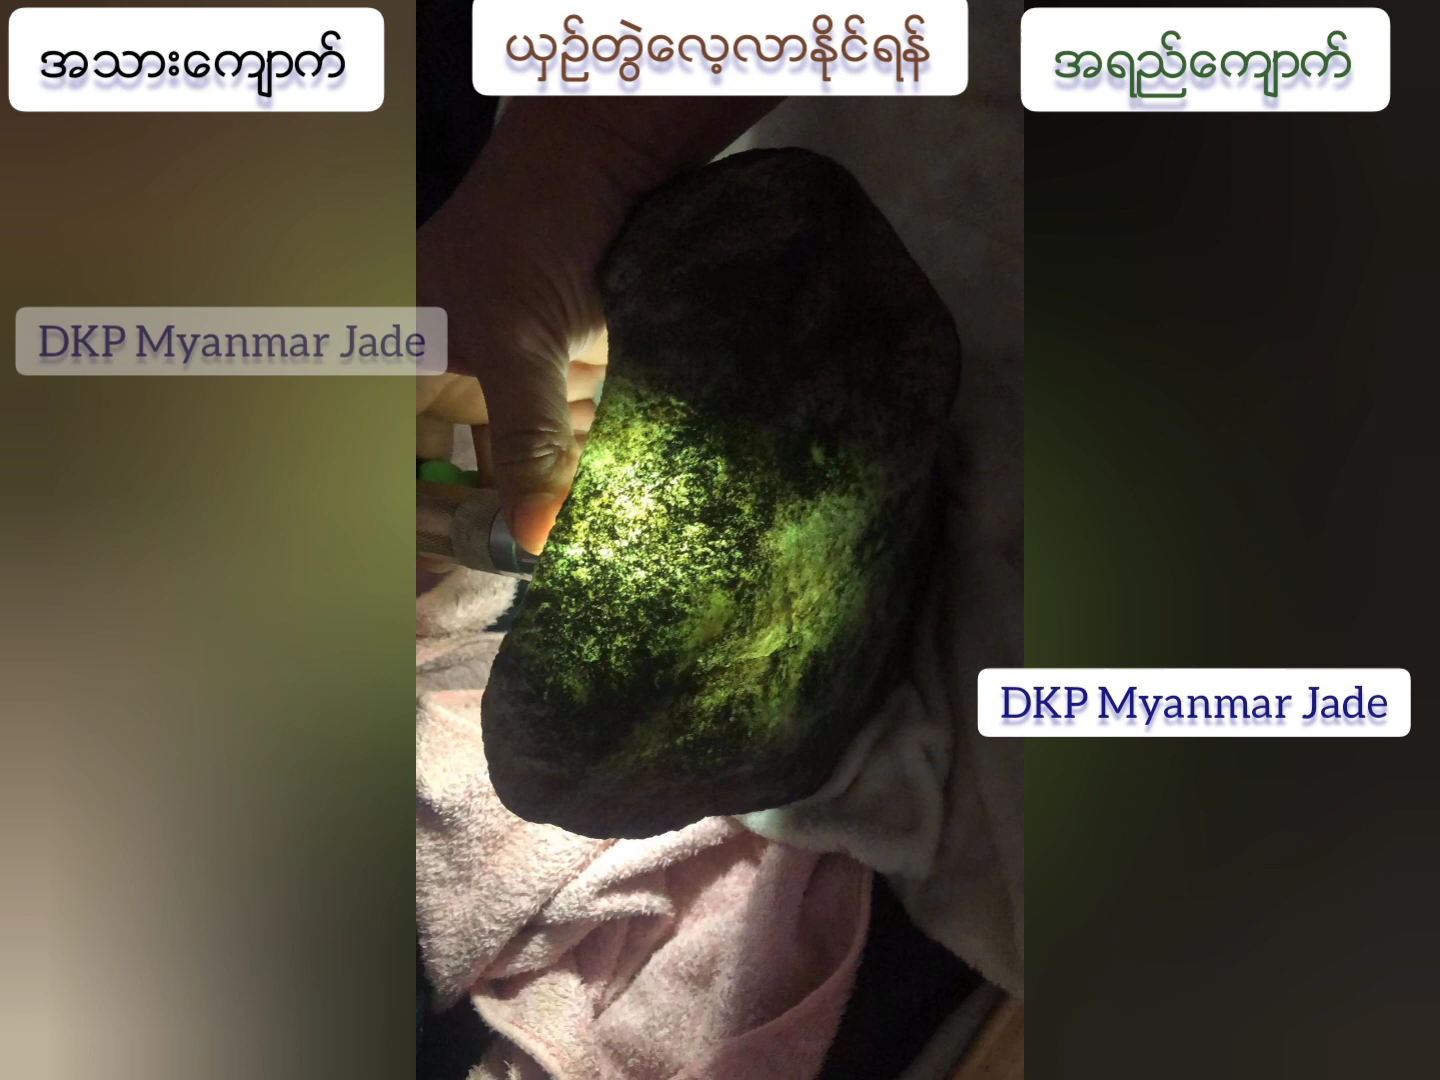 အသားကျောက်
ယှဉ်တွဲလေ့လာနိုင်ရန်
အရည်ကျောက်
DKP Myanmar Jade
DKP Myanmar Jade